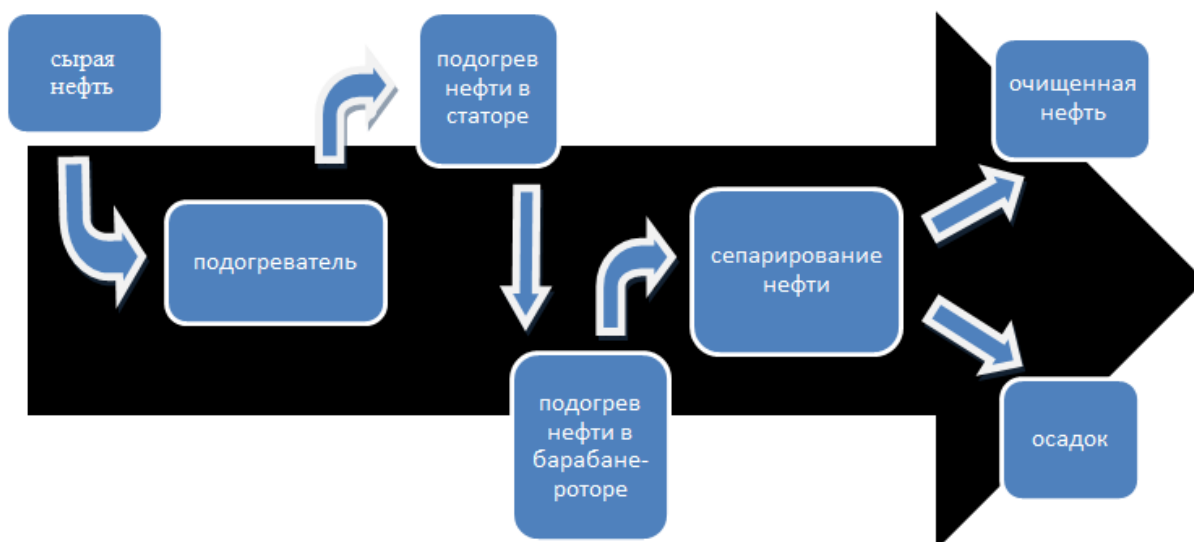 сырая
нефть
подогреватель
подогрев
нефти в
статоре
подогрев
нефти в
барабане-
роторе
сепарирование
нефти
очищенная
нефть
осадок